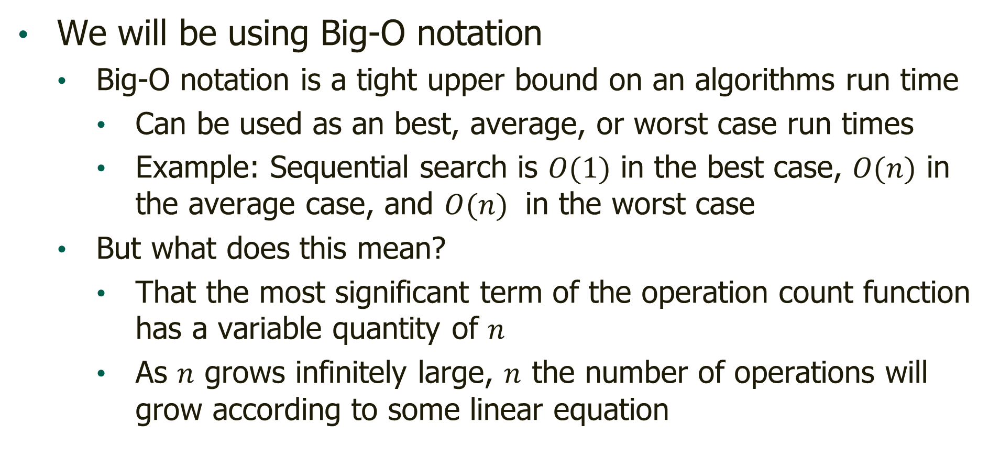 • We will be using Big-O notation
• Big-O notation is a tight upper bound on an algorithms run time
• Can be used as an best, average, or worst case run times
• Example: Sequential search is O(1) in the best case, O(n) in
the average case, and O(n) in the worst case
• But what does this mean?
• That the most significant term of the operation count function
has a variable quantity of n
• As n grows infinitely large, n the number of operations will
grow according to some linear equation